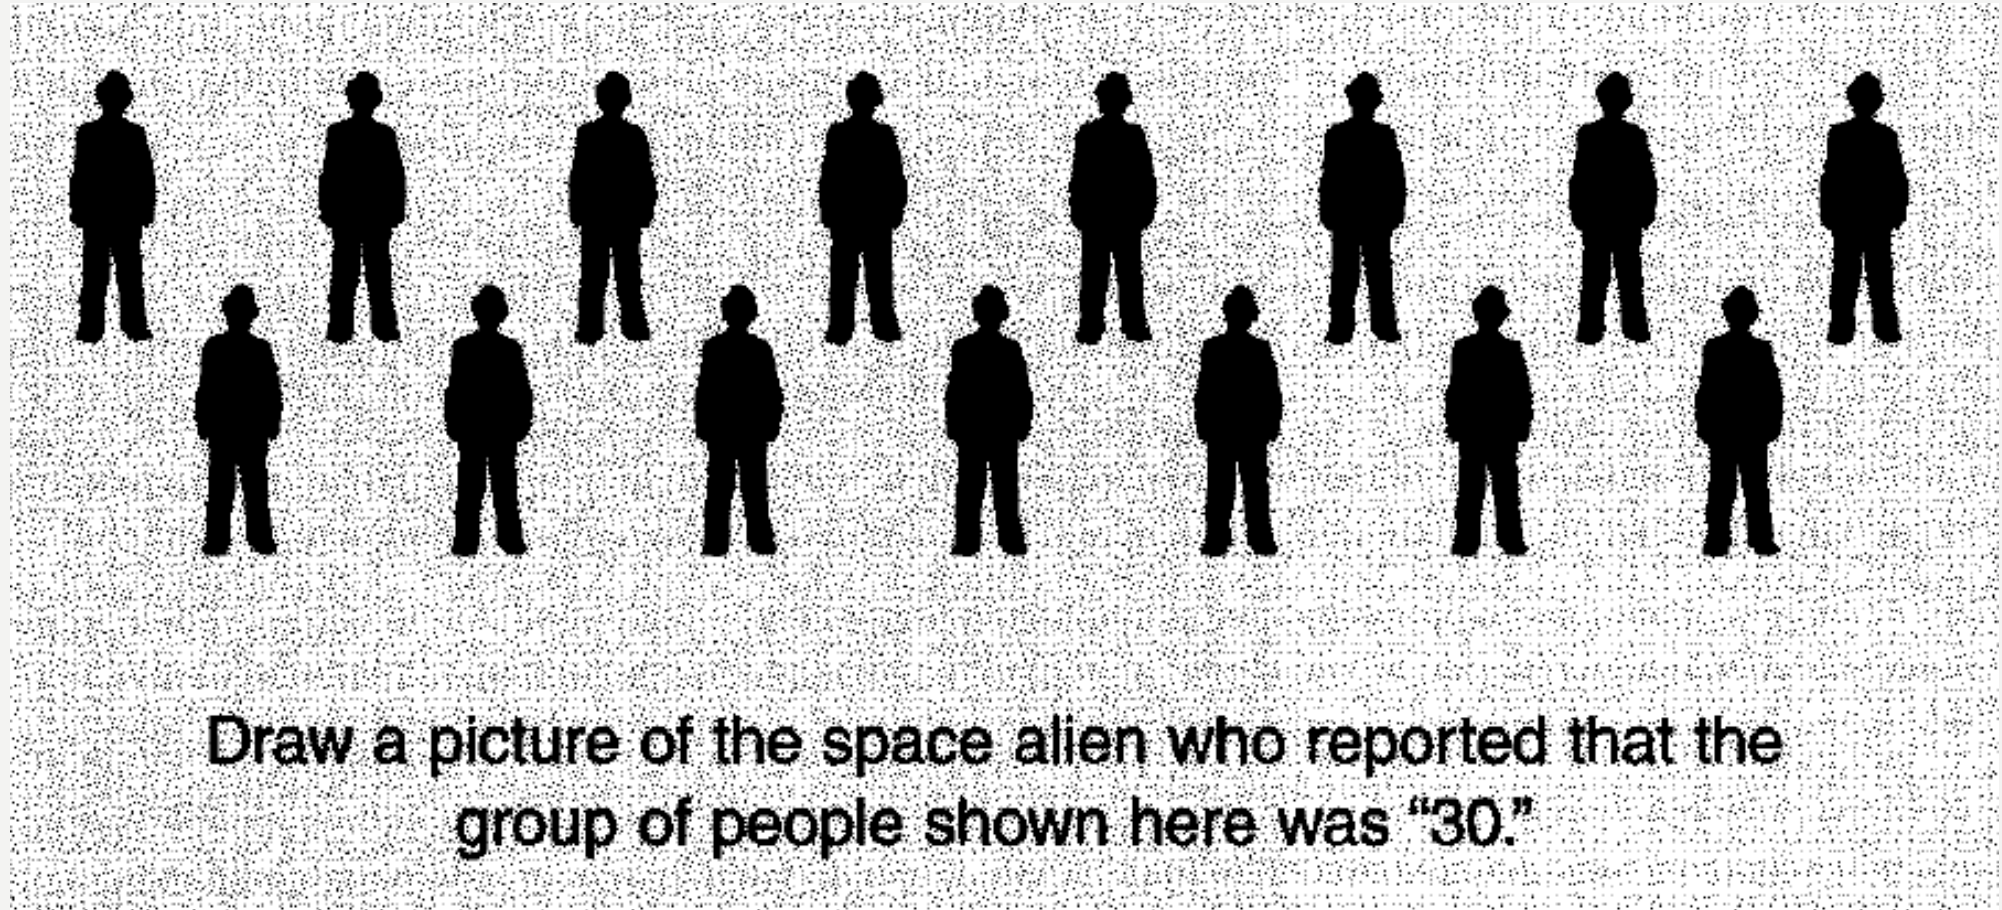 Draw a picture of the space alien who reported that the
group of people shown here was “30.”